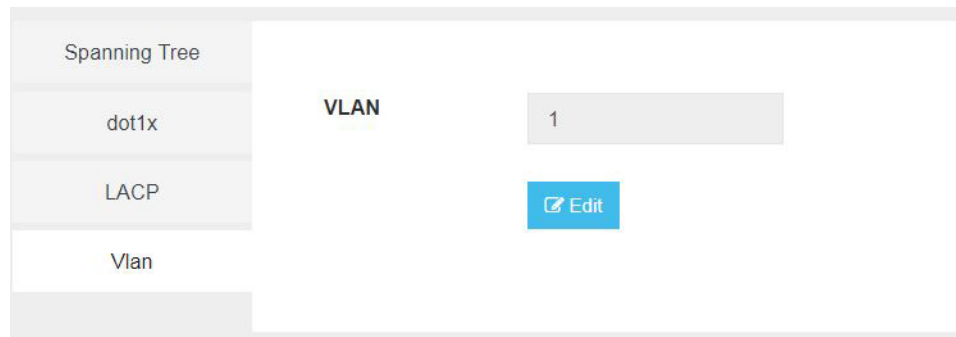 Spanning Tree
dot1x
LACP
Vlan
VLAN
1
Edit